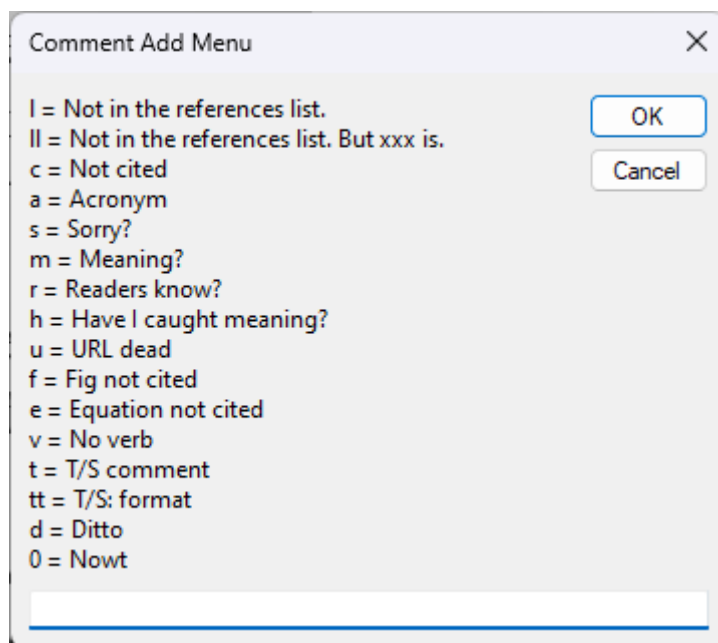 Comment Add Menu
l = Not in the references list.
ll = Not in the references list. But xxx is.
c = Not cited
a = Acronym
s = Sorry?
m = Meaning?
r = Readers know?
h = Have I caught meaning?
u = URL dead
f = Fig not cited
e = Equation not cited
v = No verb
t = T/S comment
tt = T/S: format
d = Ditto
0 = Nowt
OK
Cancel